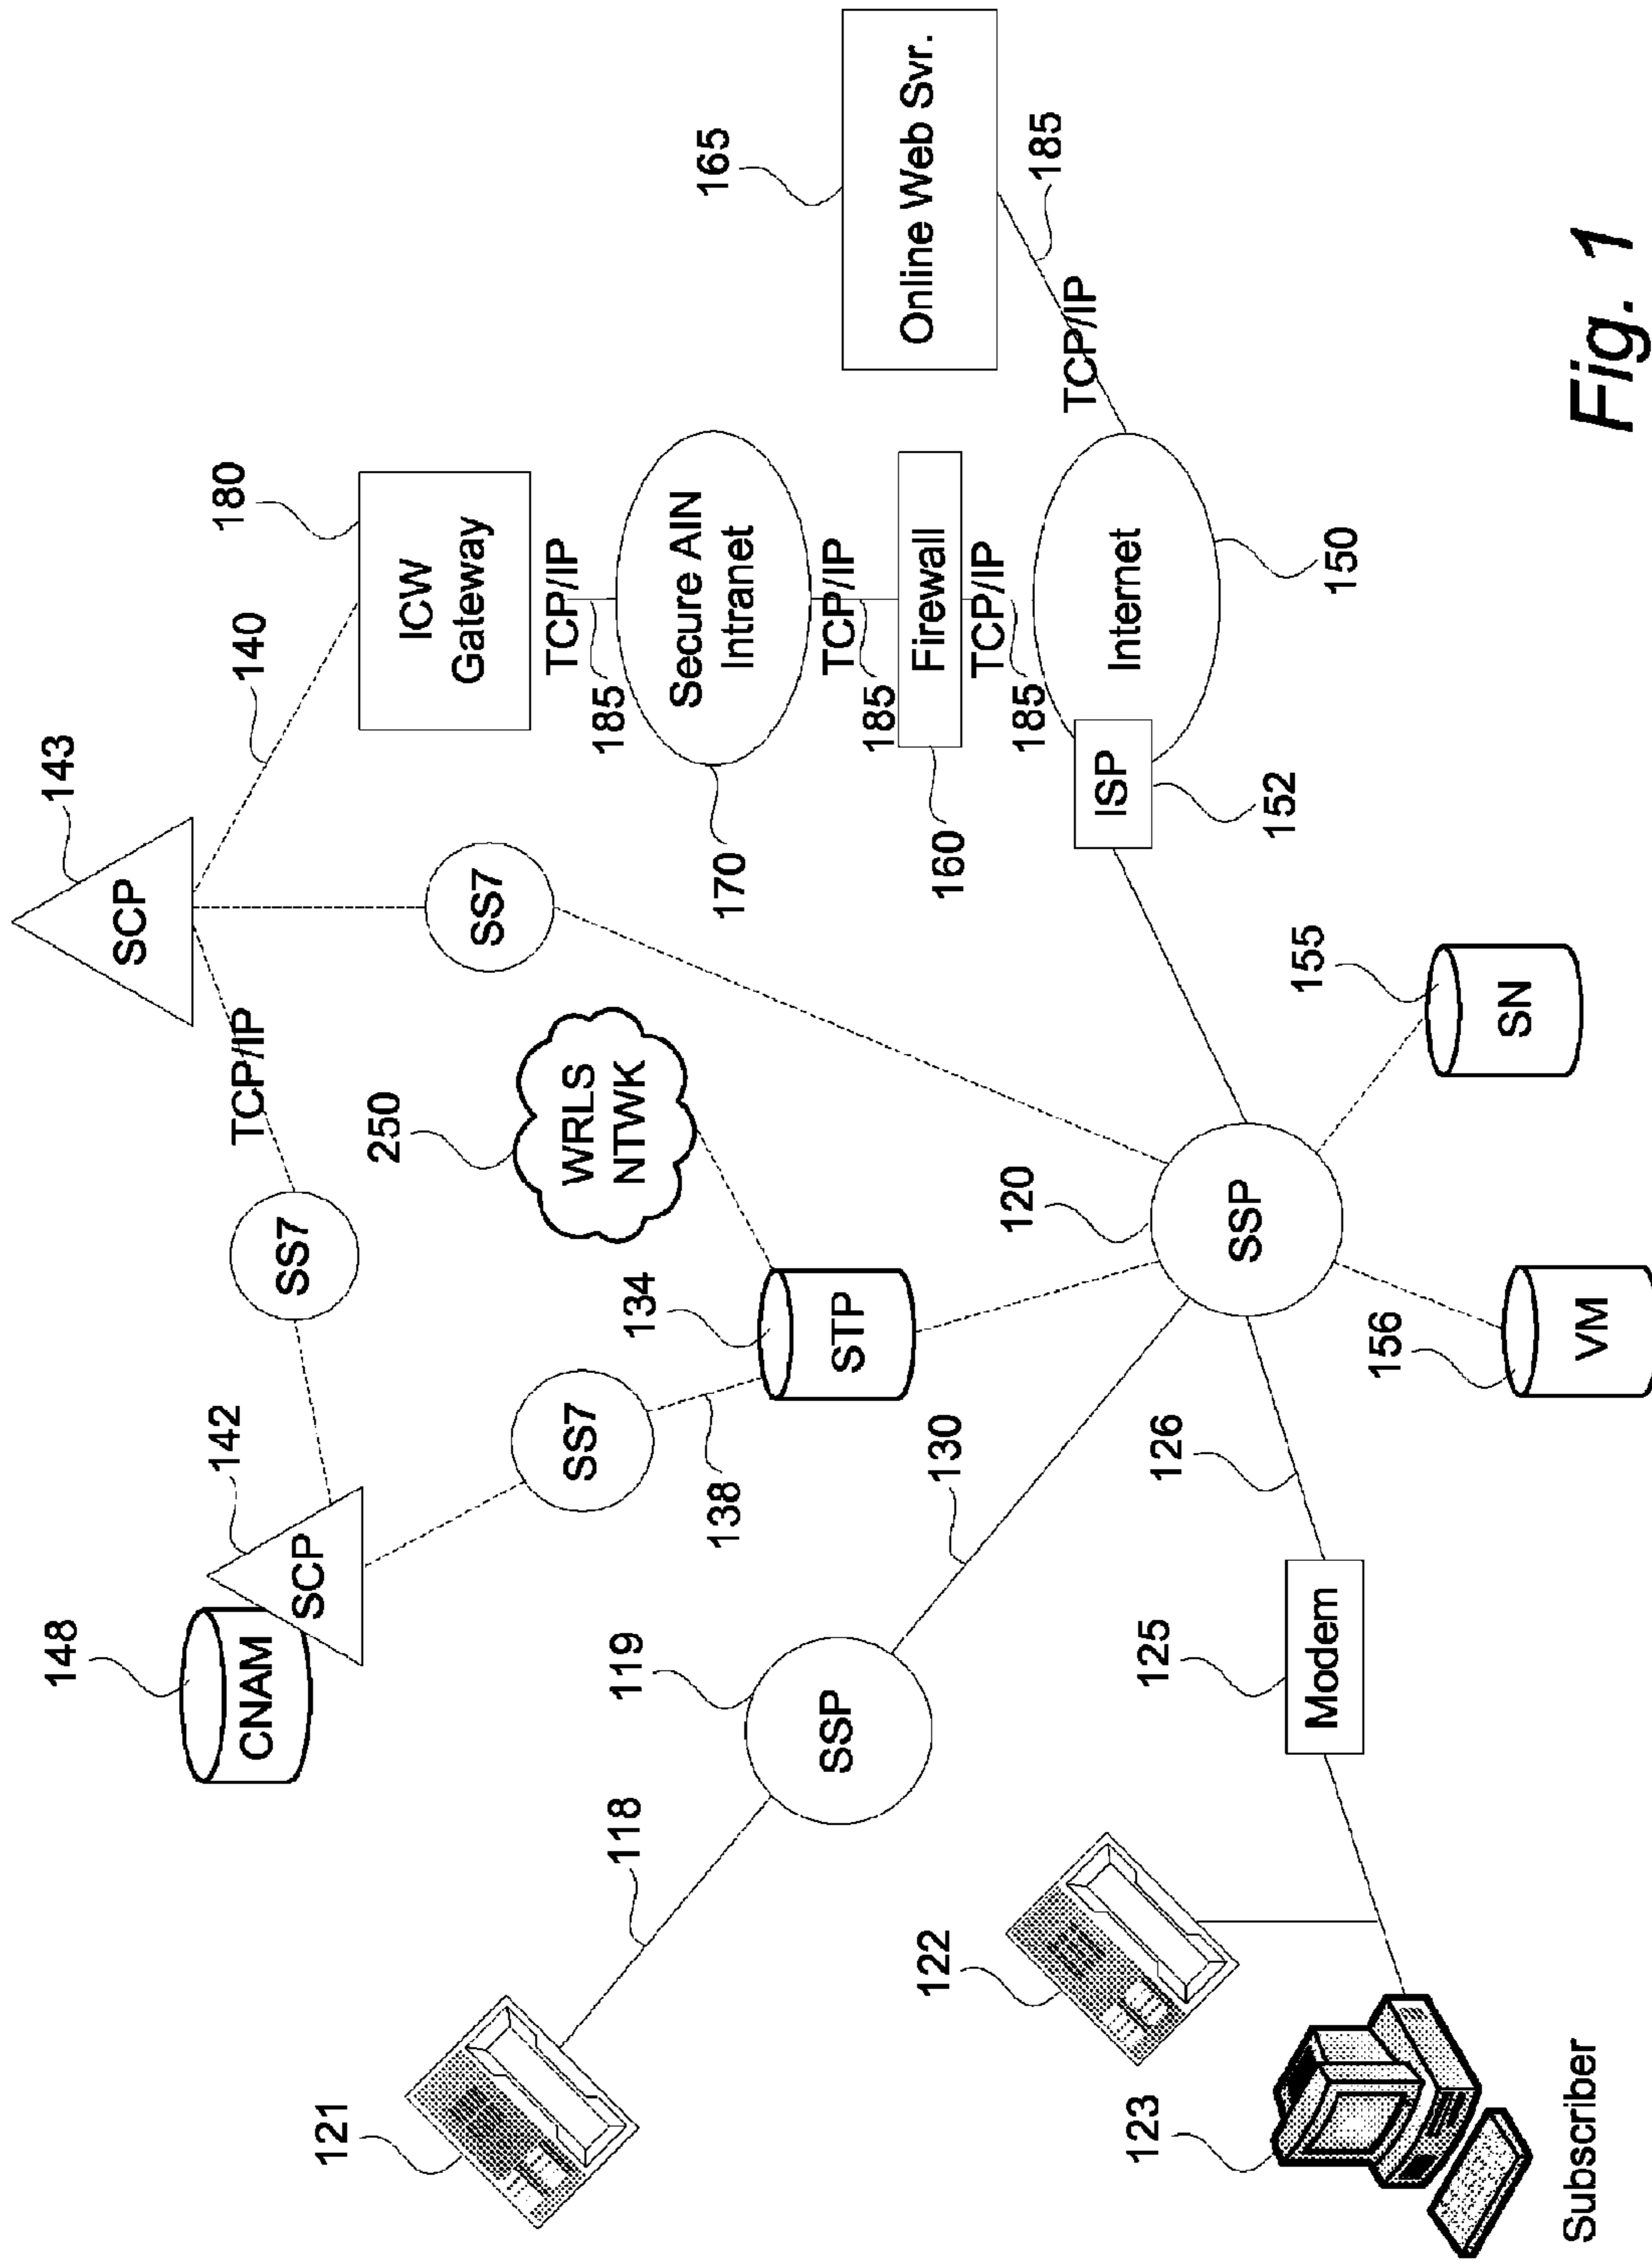 143
SCP
140
180
ICW
Gateway
TCP/IP
185
148
CNAM
142
SCP
SS7
TCP/IP
SS7
250
WRLS
NTWK
Secure AIN
Intranet
170
TCP/IP
185
165
Online Web Svr.
SS7
138
134
STP
160
Firewall
TCP/IP
185
TCP/IP
185
121
118
119
SSP
130
120
SSP
ISP
152
Internet
150
122
123
125
Modem
126
156
VM
155
SN
Subscriber
Fig. 1